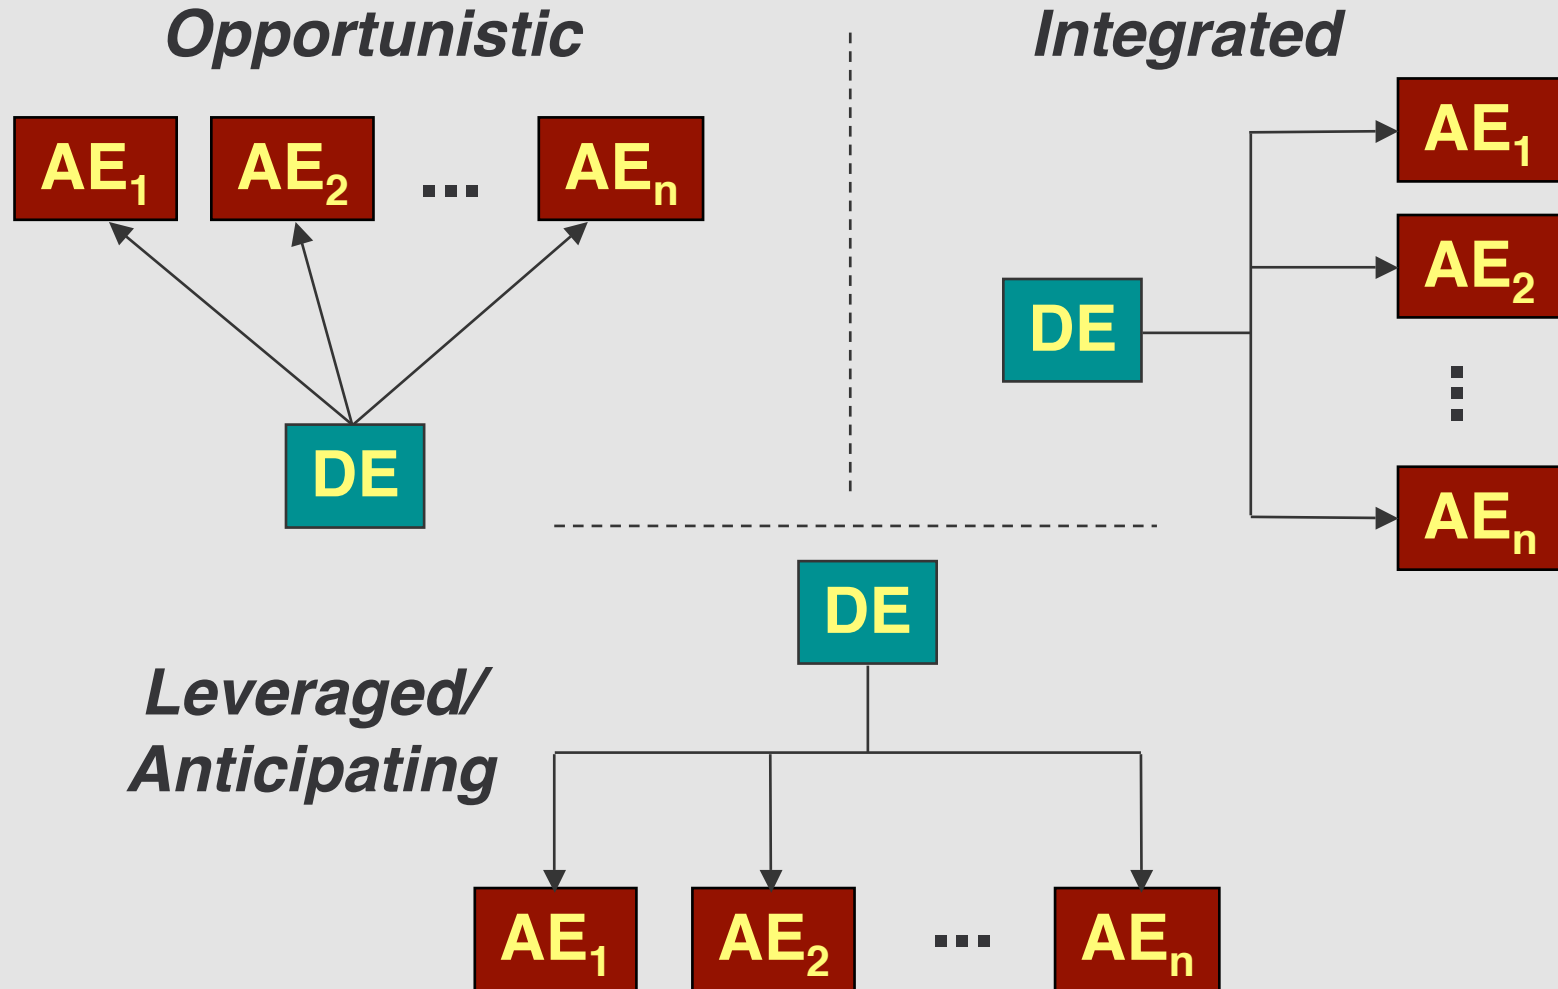 Opportunistic
AE₁ AE₂ ... AEₙ
DE
Integrated
AE₁
AE₂
DE
⋮
AEₙ
DE
Leveraged/
Anticipating
AE₁ AE₂ ... AEₙ